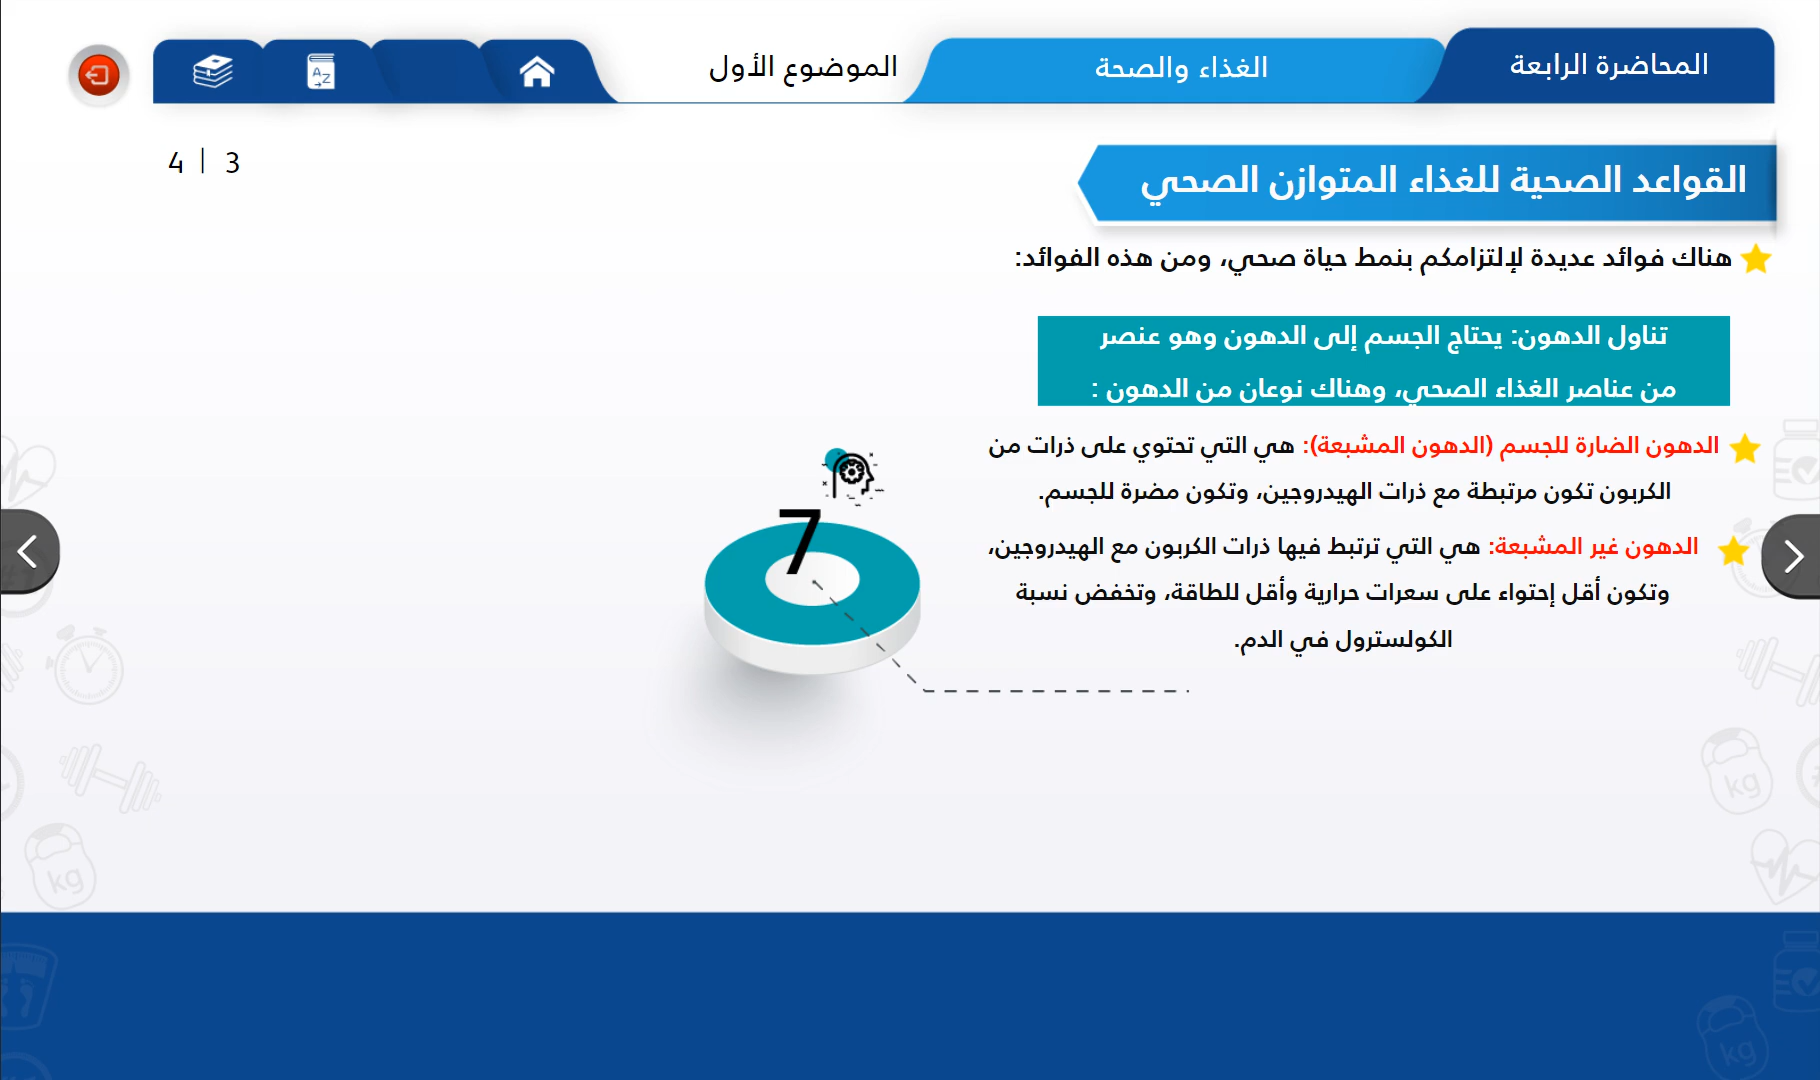 المحاضرة الرابعة
الغذاء والصحة
الموضوع الأول
A Z
3 | 4
القواعد الصحية للغذاء المتوازن الصحي
هناك فوائد عديدة لإلتزامكم بنمط حياة صحي، ومن هذه الفوائد:
تناول الدهون: يحتاج الجسم إلى الدهون وهو عنصر
من عناصر الغذاء الصحي، وهناك نوعان من الدهون :
الدهون الضارة للجسم (الدهون المشبعة): هي التي تحتوي على ذرات من
الكربون تكون مرتبطة مع ذرات الهيدروجين، وتكون مضرة للجسم.
الدهون غير المشبعة: هي التي ترتبط فيها ذرات الكربون مع الهيدروجين،
وتكون أقل إحتواء على سعرات حرارية وأقل للطاقة، وتخفض نسبة
الكولسترول في الدم.
7
#1
kg
kg
kg